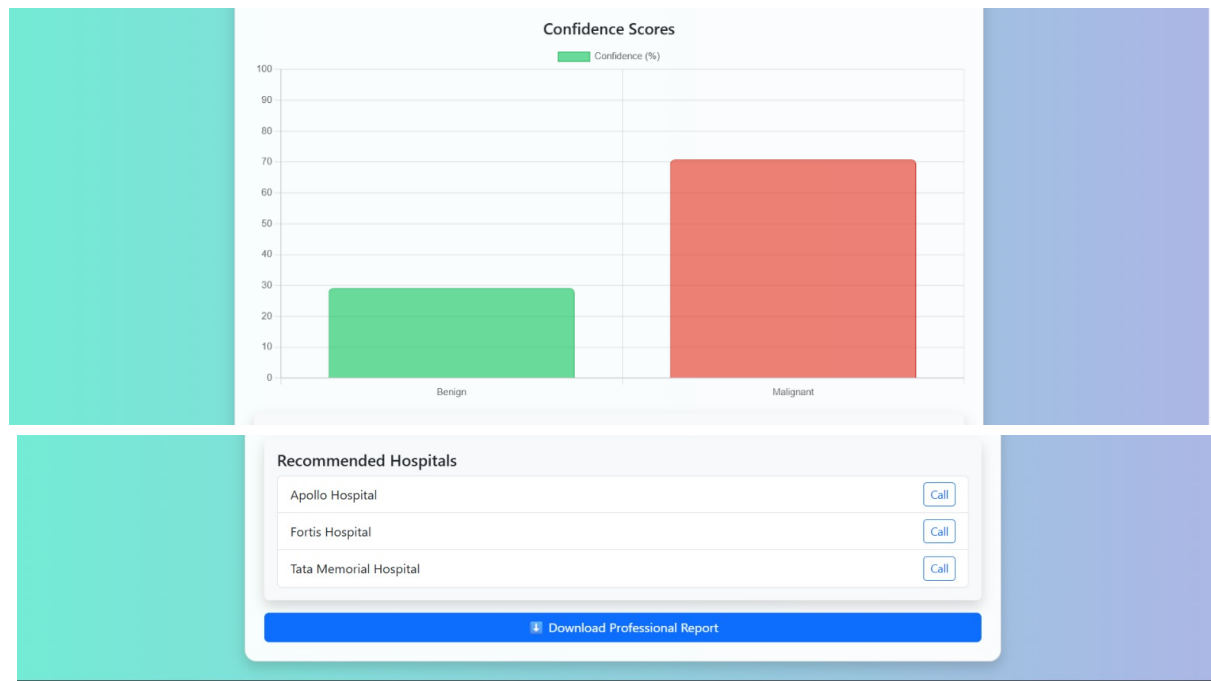 Confidence Scores
Confidence (%)
100
90
80
70
60
50
40
30
20
10
0
Benign Malignant
Recommended Hospitals
Apollo Hospital Call
Fortis Hospital Call
Tata Memorial Hospital Call
⬇️ Download Professional Report